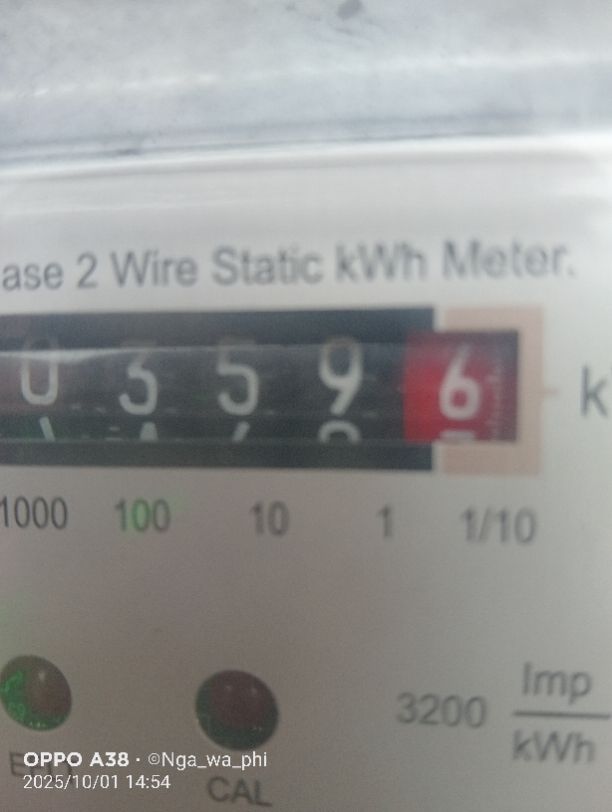 ase 2 Wire Static kWh Meter.
0 3 5 9 6 k
1000 100 10 1 1/10
3200 Imp
kWh
CAL
OPPO A38 · ©Nga_wa_phi
2025/10/01 14:54